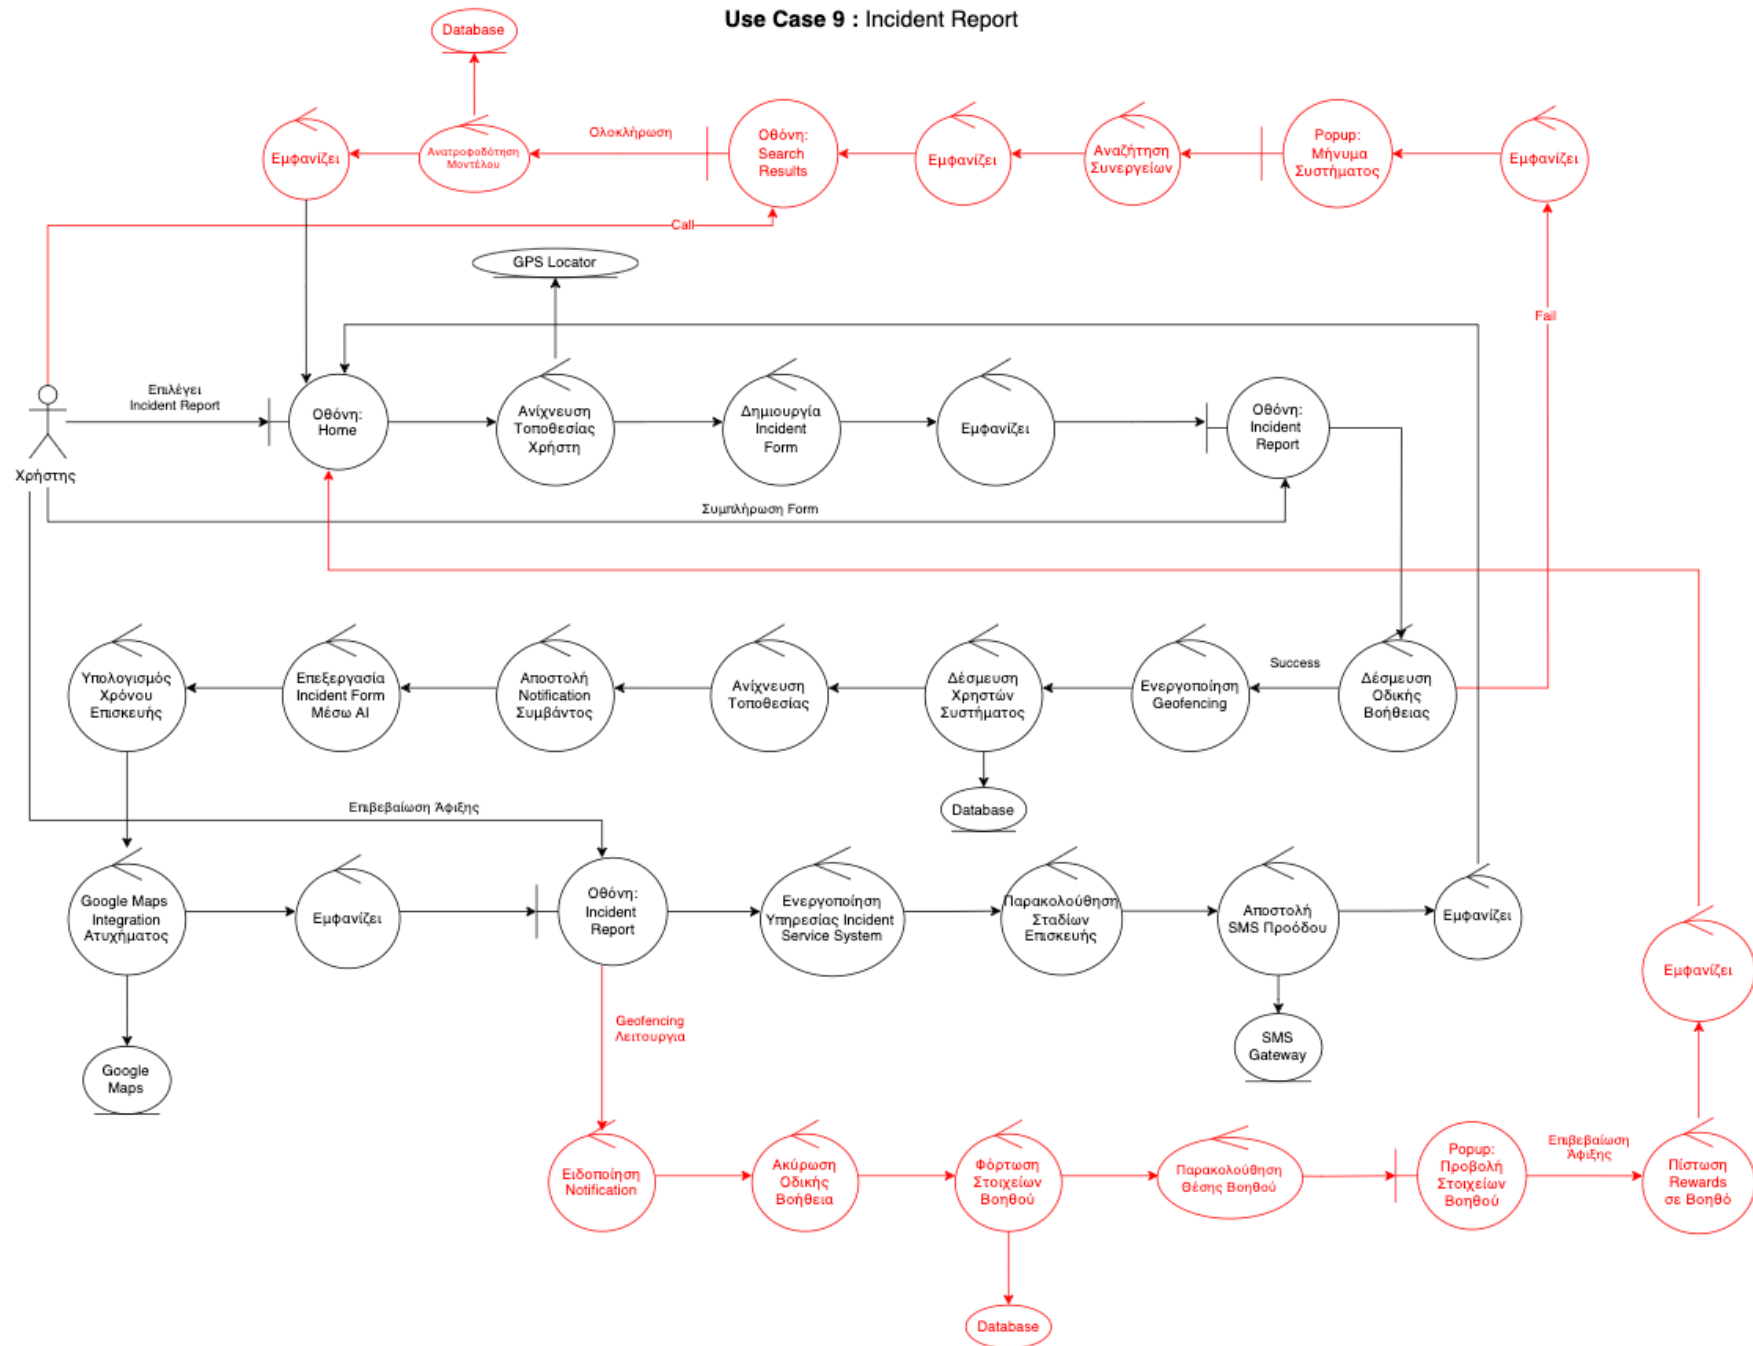 Use Case 9 : Incident Report
Database
Εμφανίζει
Ανατροφοδότηση
Μοντέλου
Ολοκλήρωση
Οθόνη:
Search
Results
Εμφανίζει
Αναζήτηση
Συνεργείων
Popup:
Μήνυμα
Συστήματος
Εμφανίζει
Call
GPS Locator
Fail
Χρήστης
Επιλέγει
Incident Report
Οθόνη:
Home
Ανίχνευση
Τοποθεσίας
Χρήστη
Δημιουργία
Incident
Form
Εμφανίζει
Οθόνη:
Incident
Report
Συμπλήρωση Form
Υπολογισμός
Χρόνου
Επισκευής
Επεξεργασία
Incident Form
Μέσω AI
Αποστολή
Notification
Συμβάντος
Ανίχνευση
Τοποθεσίας
Δέσμευση
Χρηστών
Συστήματος
Ενεργοποίηση
Geofencing
Success
Δέσμευση
Οδικής
Βοήθειας
Database
Επιβεβαίωση Άφιξης
Google Maps
Integration
Ατυχήματος
Εμφανίζει
Οθόνη:
Incident
Report
Ενεργοποίηση
Υπηρεσίας Incident
Service System
Παρακολούθηση
Σταδίων
Επισκευής
Αποστολή
SMS Προόδου
Εμφανίζει
Εμφανίζει
Geofencing
Λειτουργια
Google
Maps
SMS
Gateway
Ειδοποίηση
Notification
Ακύρωση
Οδικής
Βοήθεια
Φόρτωση
Στοιχείων
Βοηθού
Παρακολούθηση
Θέσης Βοηθού
Popup:
Προβολή
Στοιχείων
Βοηθού
Επιβεβαίωση
Άφιξης
Πίστωση
Rewards
σε Βοηθό
Database